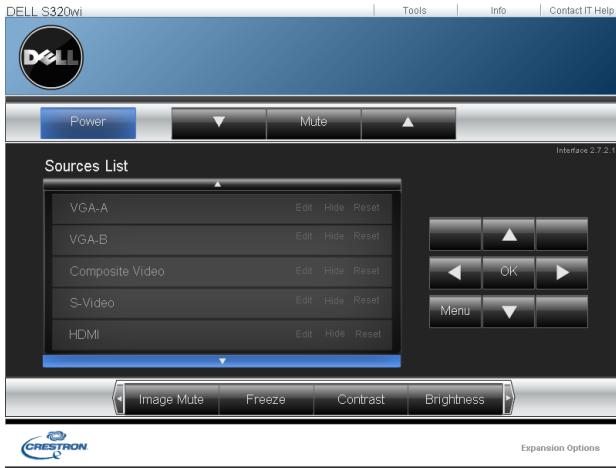 DELL S320wi
Tools Info Contact IT Help
DELL
Power Mute
Interface 2.7.2.1
Sources List
VGA-A Edit Hide Reset
VGA-B Edit Hide Reset
Composite Video Edit Hide Reset
S-Video Edit Hide Reset
HDMI Edit Hide Reset
OK
Menu
Image Mute Freeze Contrast Brightness
CRESTRON
Expansion Options